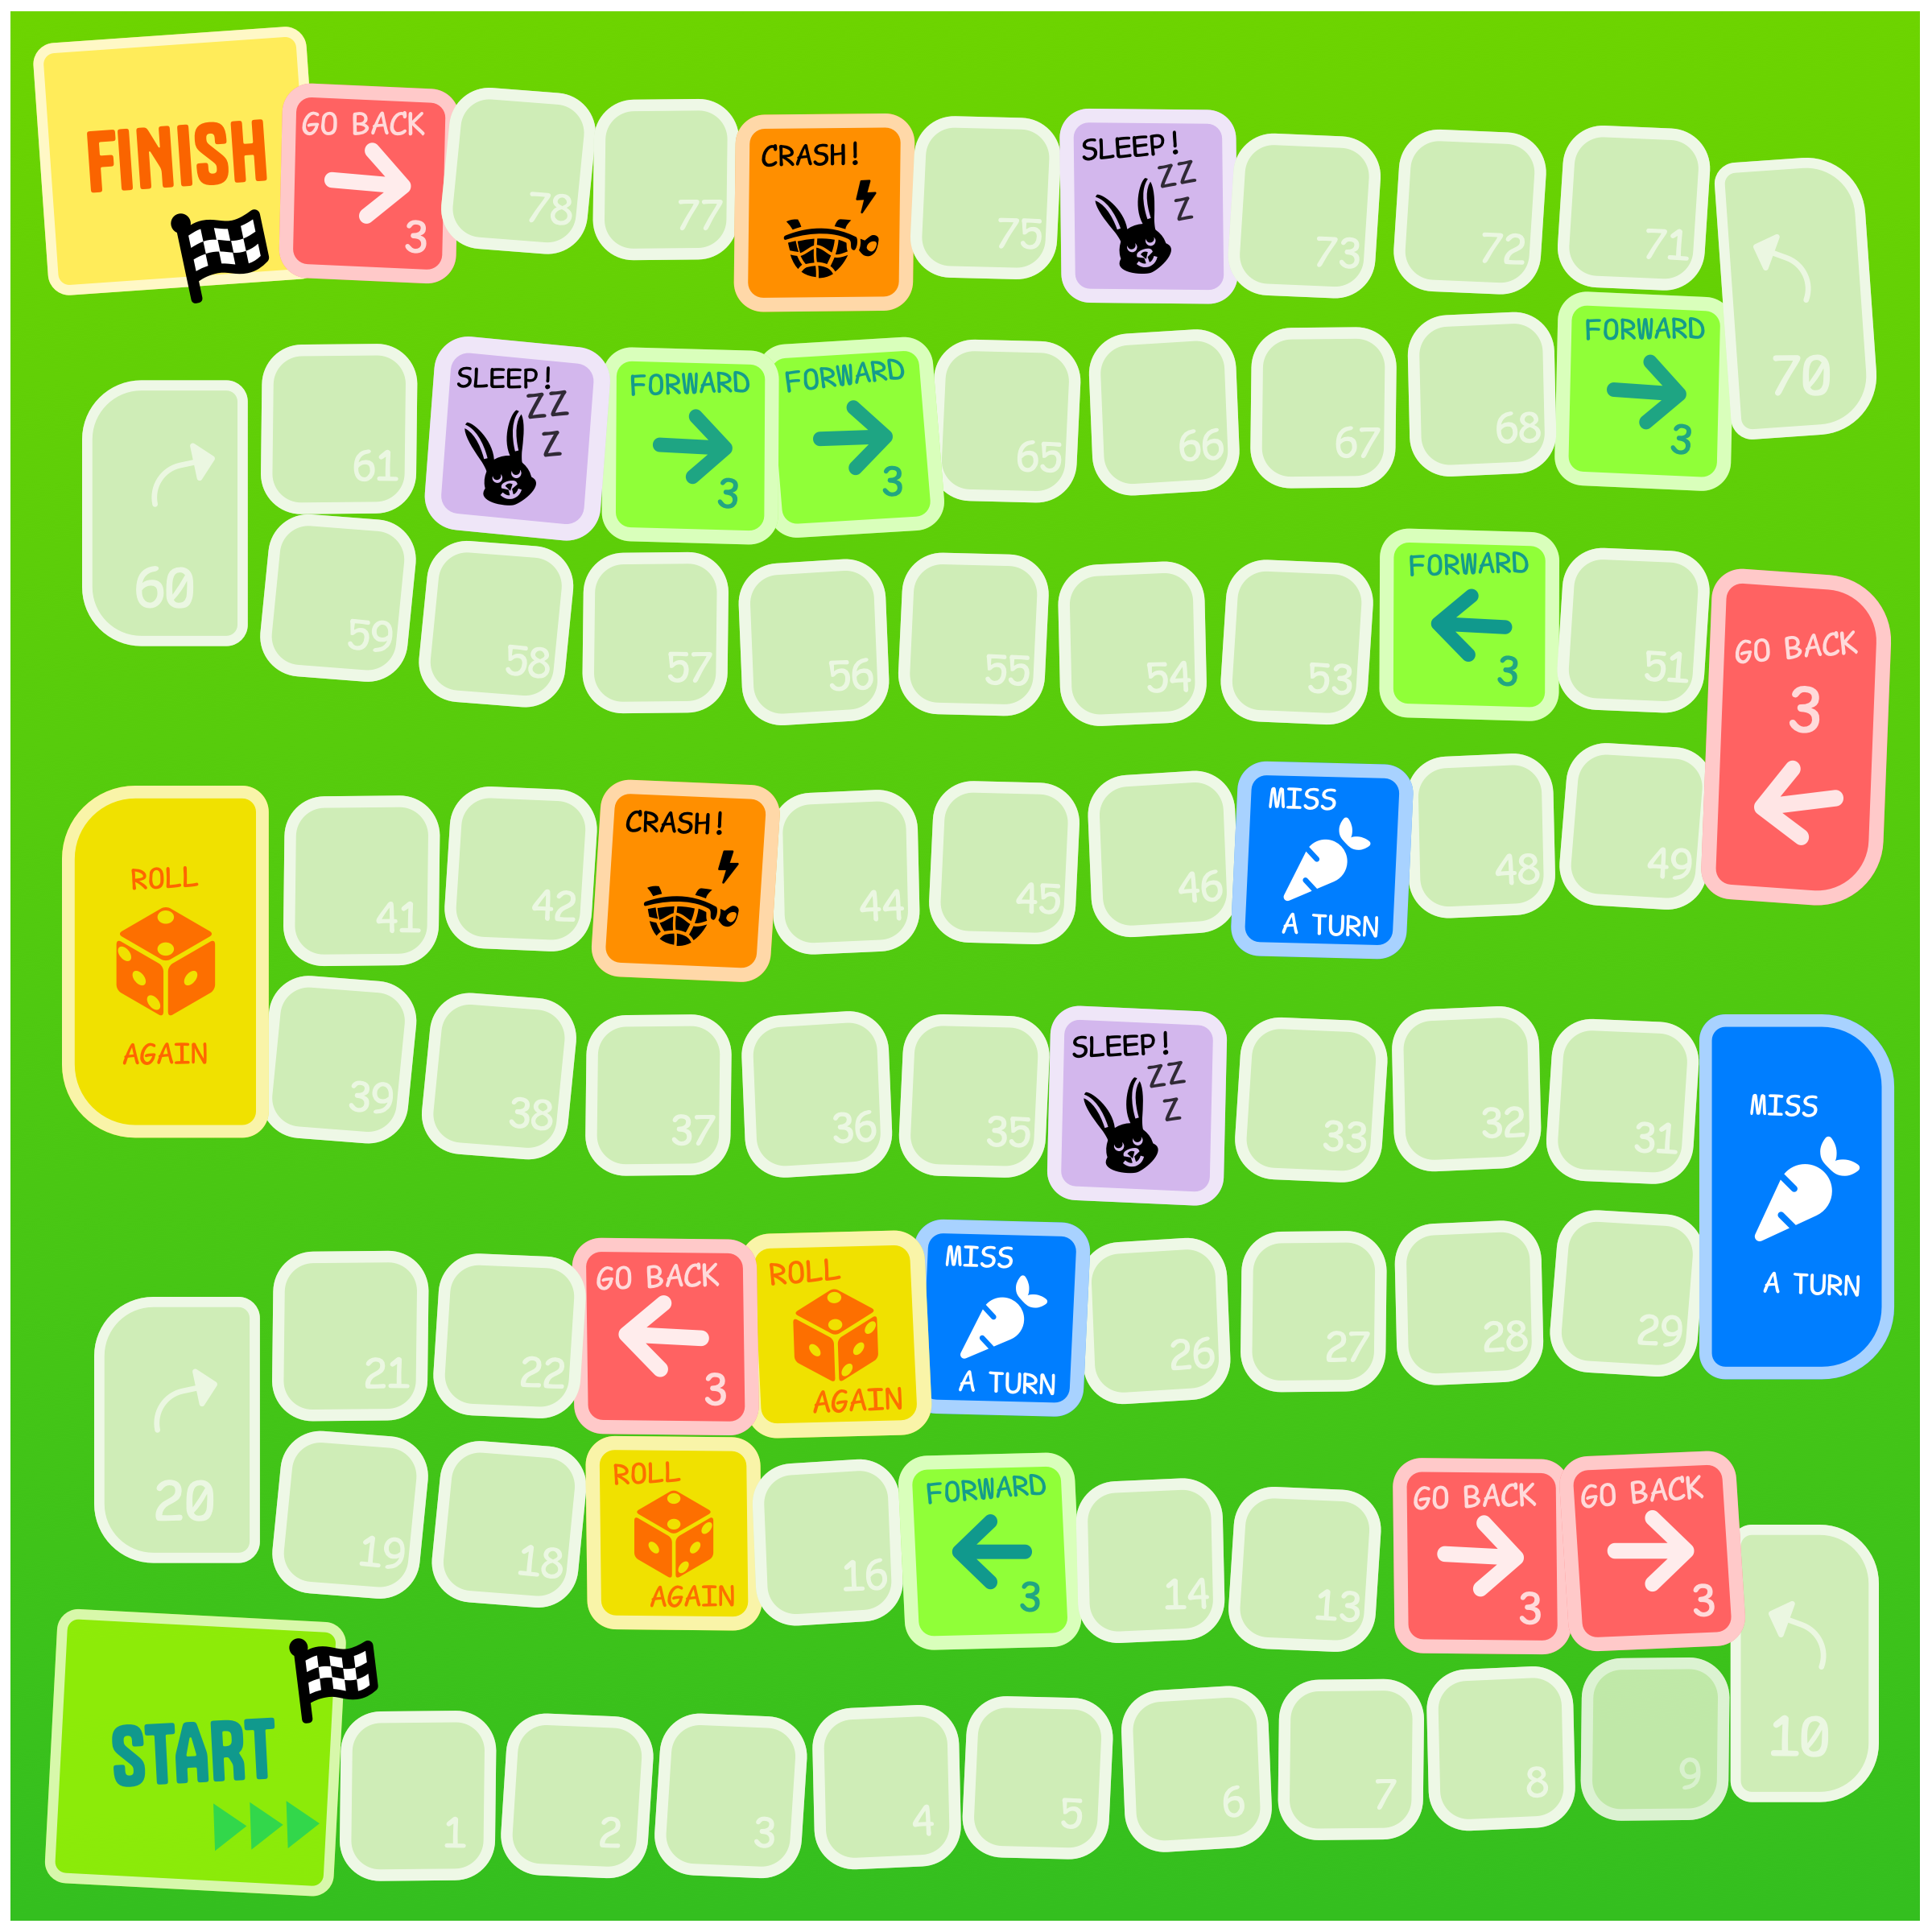 FINISH
GO BACK
3
78
77
CRASH!
75
SLEEP!
ZZ
Z
73
72
71
70
60
61
SLEEP!
ZZ
Z
FORWARD
3
FORWARD
3
65
66
67
68
FORWARD
3
59
58
57
56
55
54
53
FORWARD
3
51
GO BACK
3
ROLL
AGAIN
41
42
CRASH!
44
45
46
MISS
A TURN
48
49
39
38
37
36
35
SLEEP!
ZZ
Z
33
32
31
MISS
A TURN
20
21
22
GO BACK
3
ROLL
AGAIN
MISS
A TURN
26
27
28
29
19
18
ROLL
AGAIN
16
FORWARD
3
14
13
GO BACK
3
GO BACK
3
10
START
1
2
3
4
5
6
7
8
9